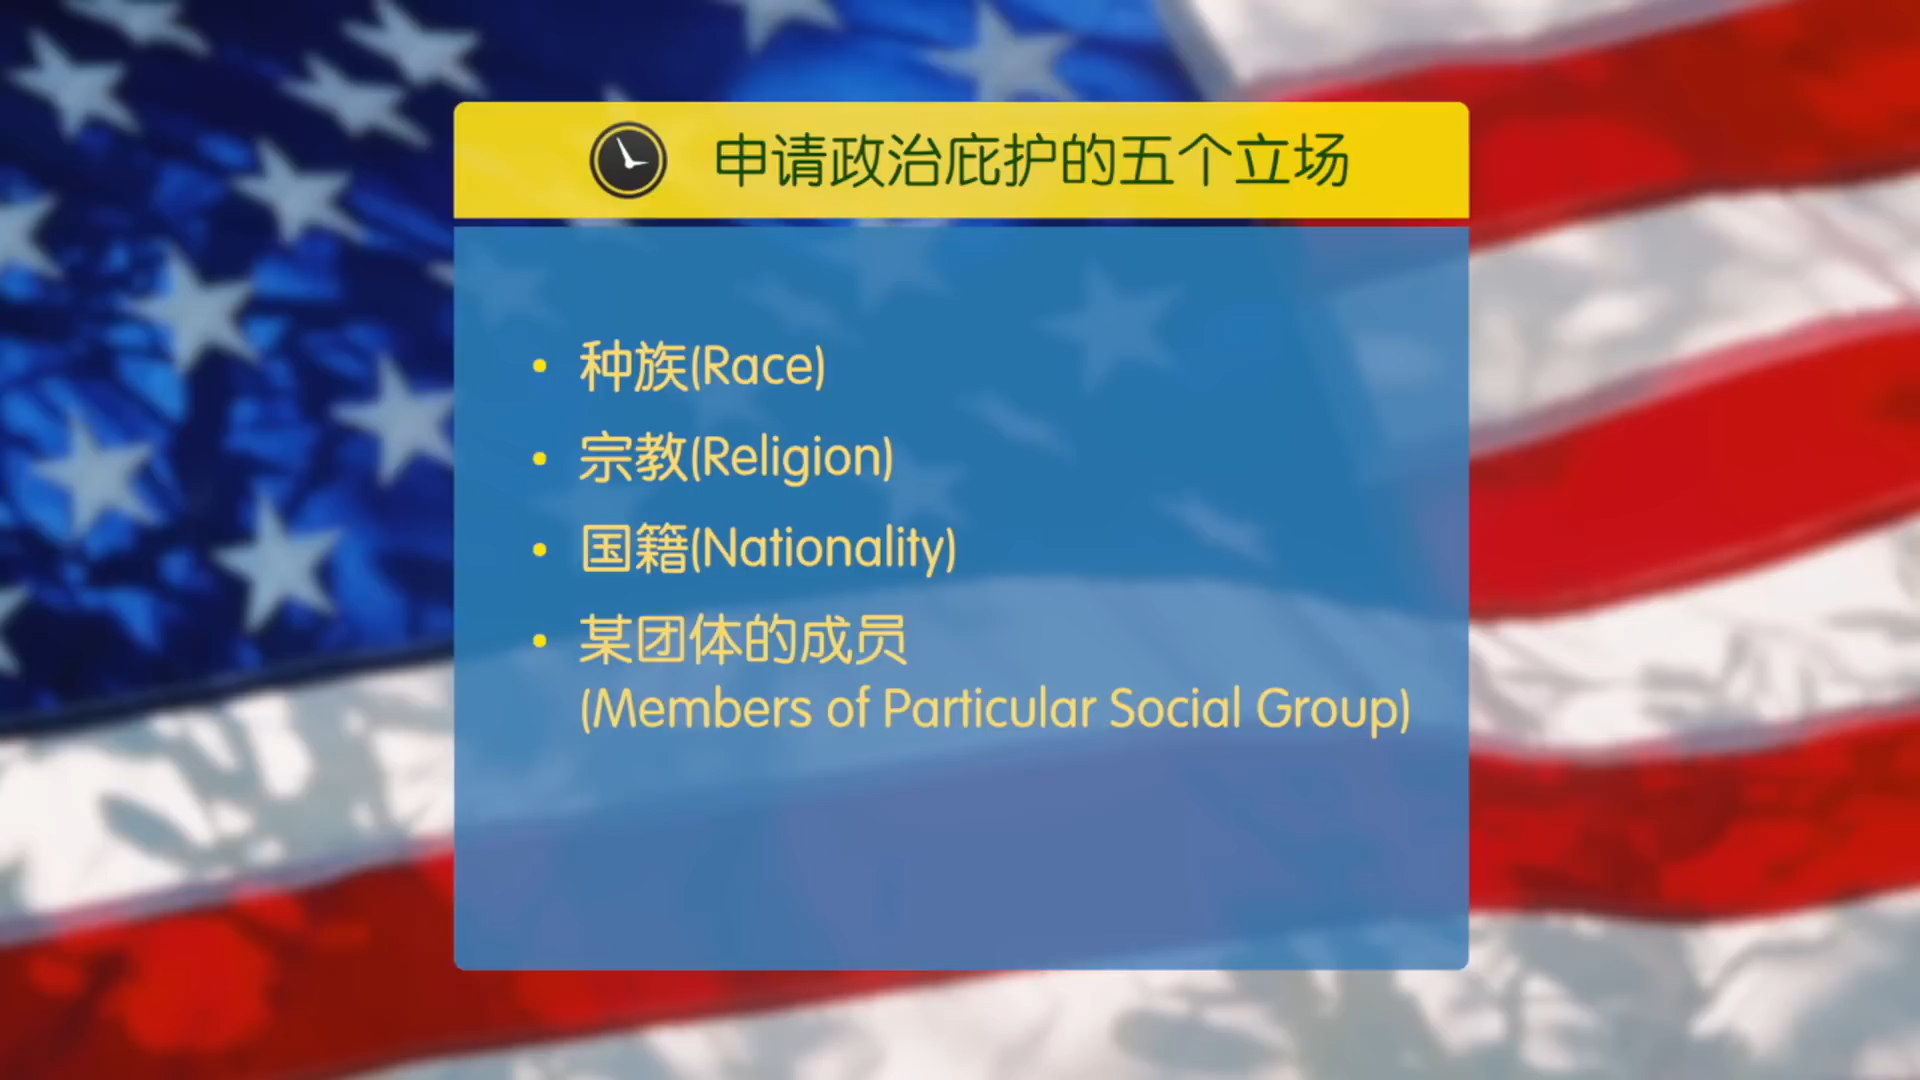 申请政治庇护的五个立场
种族(Race)
宗教(Religion)
国籍(Nationality)
某团体的成员
(Members of Particular Social Group)